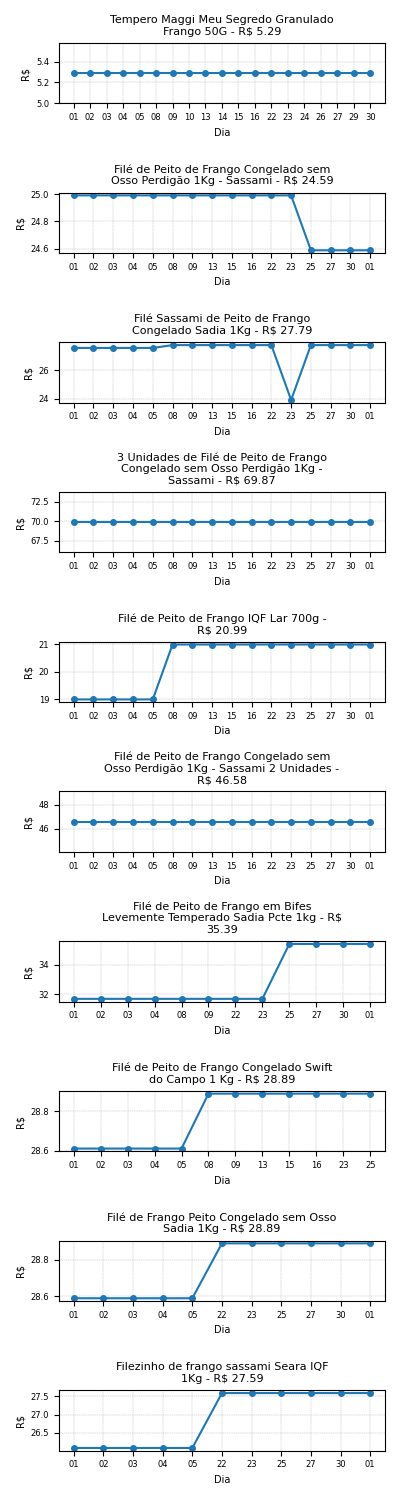 Tempero Maggi Meu Segredo Granulado
Frango 50G - R$ 5.29
5.4
5.2
5.0
R$
01 02 03 04 05 08 09 10 13 14 15 16 22 23 24 26 27 29 30
Dia
Filé de Peito de Frango Congelado sem
Osso Perdigão 1Kg - Sassami - R$ 24.59
25.0
24.8
24.6
R$
01 02 03 04 05 08 09 13 15 16 22 23 25 27 30 01
Dia
Filé Sassami de Peito de Frango
Congelado Sadia 1Kg - R$ 27.79
26
24
R$
01 02 03 04 05 08 09 13 15 16 22 23 25 27 30 01
Dia
3 Unidades de Filé de Peito de Frango
Congelado sem Osso Perdigão 1Kg -
Sassami - R$ 69.87
72.5
70.0
67.5
R$
01 02 03 04 05 08 09 13 15 16 22 23 25 27 30 01
Dia
Filé de Peito de Frango IQF Lar 700g -
R$ 20.99
21
20
19
R$
01 02 03 04 05 08 09 13 15 16 22 23 25 27 30 01
Dia
Filé de Peito de Frango Congelado sem
Osso Perdigão 1Kg - Sassami 2 Unidades -
R$ 46.58
48
46
R$
01 02 03 04 05 08 09 13 15 16 22 23 25 27 30 01
Dia
Filé de Peito de Frango em Bifes
Levemente Temperado Sadia Pcte 1kg - R$
35.39
34
32
R$
01 02 03 04 08 09 22 23 25 27 30 01
Dia
Filé de Peito de Frango Congelado Swift
do Campo 1 Kg - R$ 28.89
28.8
28.6
R$
01 02 03 04 05 08 09 13 15 16 23 25
Dia
Filé de Frango Peito Congelado sem Osso
Sadia 1Kg - R$ 28.89
28.8
28.6
R$
01 02 03 04 05 22 23 25 27 30 01
Dia
Filezinho de frango sassami Seara IQF
1Kg - R$ 27.59
27.5
27.0
26.5
R$
01 02 03 04 05 22 23 25 27 30 01
Dia